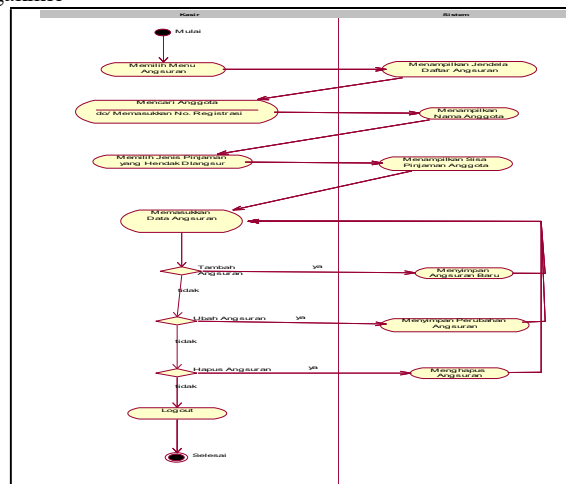 Kasir
Sistem
Mulai
Memilih Menu
Angsuran
Menampilkan Jendela
Daftar Angsuran
Mencari Anggota
do/ Memasukkan No. Registrasi
Menampilkan
Nama Anggota
Memilih Jenis Pinjaman
yang Hendak Diangsur
Menampilkan Sisa
Pinjaman Anggota
Memasukkan
Data Angsuran
Tambah
Angsuran
ya
Menyimpan
Angsuran Baru
tidak
Ubah Angsuran
ya
Menyimpan Perubahan
Angsuran
tidak
Hapus Angsuran
ya
Menghapus
Angsuran
tidak
Logout
Selesai